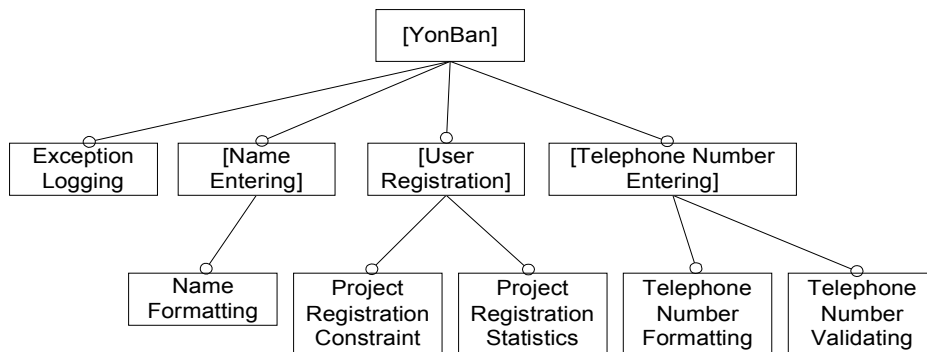 [YonBan]
Exception
Logging
[Name
Entering]
[User
Registration]
[Telephone Number
Entering]
Name
Formatting
Project
Registration
Constraint
Project
Registration
Statistics
Telephone
Number
Formatting
Telephone
Number
Validating